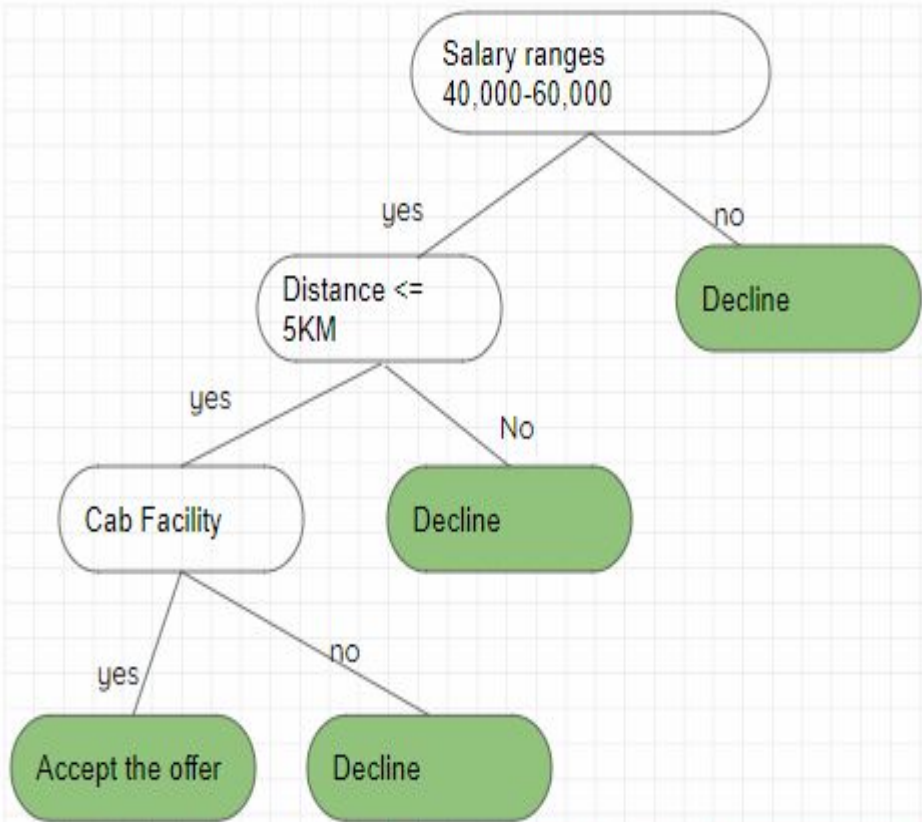 Salary ranges
40,000-60,000
yes
no
Distance <=
5KM
Decline
yes
No
Cab Facility
Decline
yes
no
Accept the offer
Decline